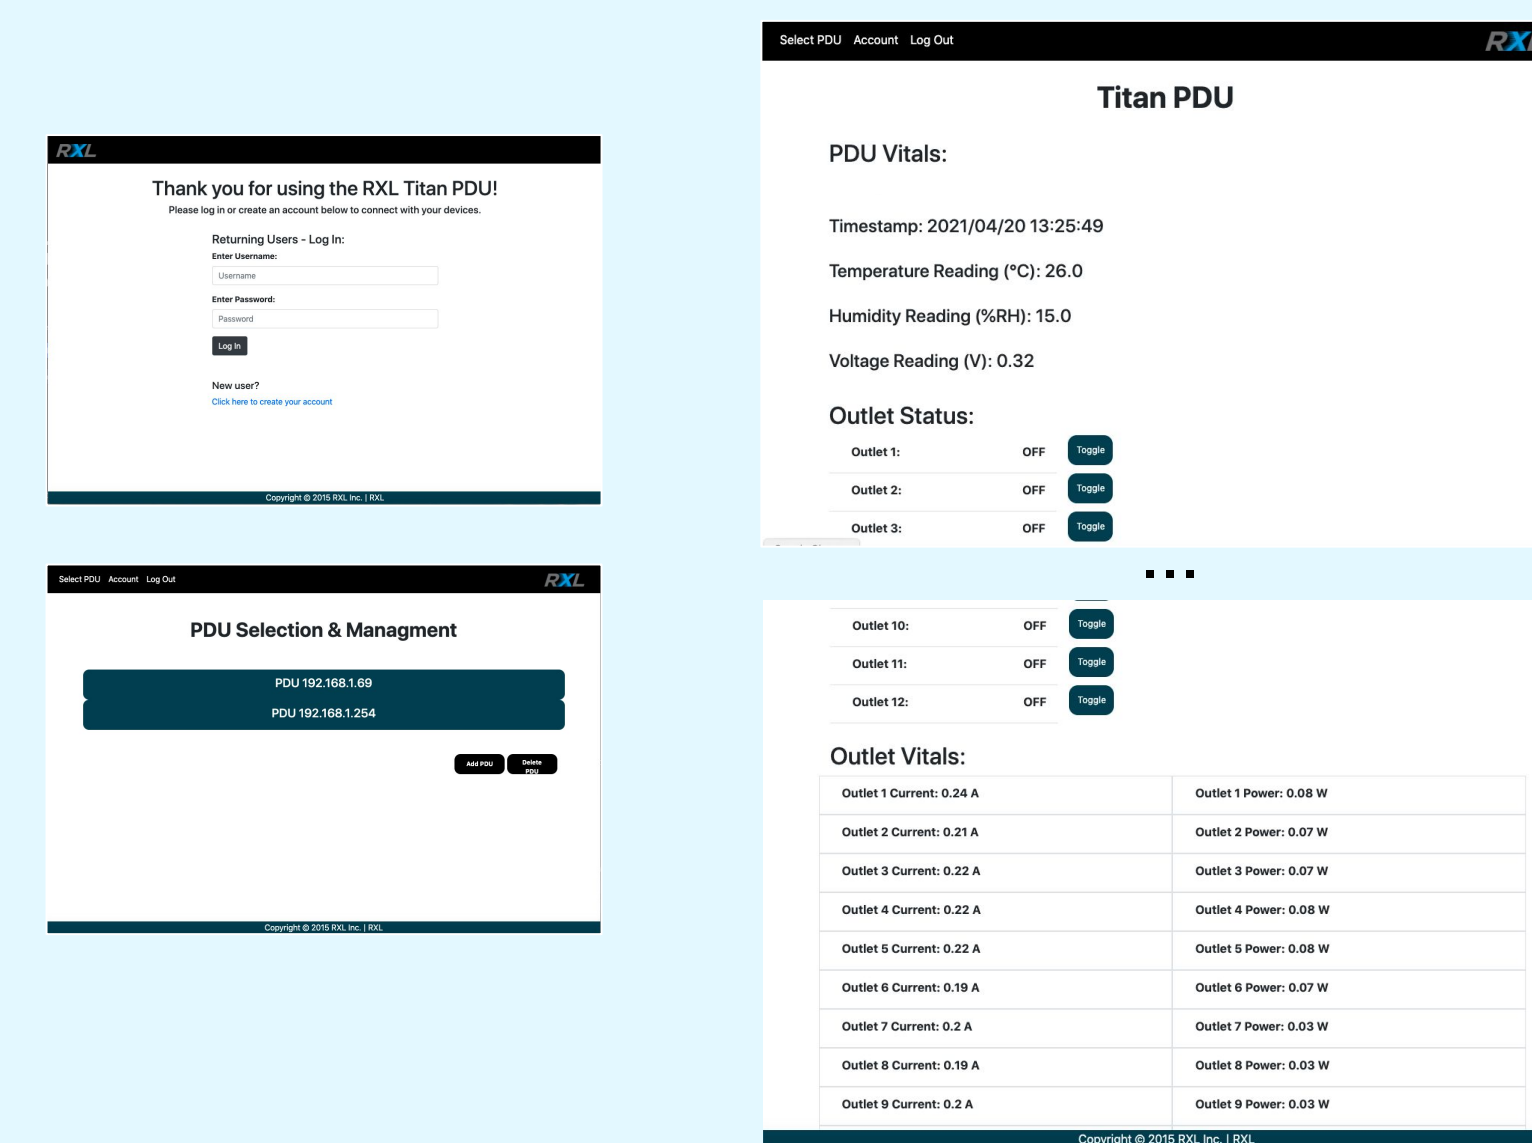 RXL
Thank you for using the RXL Titan PDU!
Please log in or create an account below to connect with your devices.
Returning Users - Log In:
Enter Username:
Username
Enter Password:
Password
Log In
New user?
Click here to create your account
Copyright © 2015 RXL Inc. | RXL
Select PDU Account Log Out RXL
PDU Selection & Managment
PDU 192.168.1.69
PDU 192.168.1.254
Add PDU
Delete
PDU
Copyright © 2015 RXL Inc. | RXL
Select PDU Account Log Out RXL
Titan PDU
PDU Vitals:
Timestamp: 2021/04/20 13:25:49
Temperature Reading (°C): 26.0
Humidity Reading (%RH): 15.0
Voltage Reading (V): 0.32
Outlet Status:
Outlet 1: OFF Toggle
Outlet 2: OFF Toggle
Outlet 3: OFF Toggle
...
Outlet 10: OFF Toggle
Outlet 11: OFF Toggle
Outlet 12: OFF Toggle
Outlet Vitals:
Outlet 1 Current: 0.24 A Outlet 1 Power: 0.08 W
Outlet 2 Current: 0.21 A Outlet 2 Power: 0.07 W
Outlet 3 Current: 0.22 A Outlet 3 Power: 0.07 W
Outlet 4 Current: 0.22 A Outlet 4 Power: 0.08 W
Outlet 5 Current: 0.22 A Outlet 5 Power: 0.08 W
Outlet 6 Current: 0.19 A Outlet 6 Power: 0.07 W
Outlet 7 Current: 0.2 A Outlet 7 Power: 0.03 W
Outlet 8 Current: 0.19 A Outlet 8 Power: 0.03 W
Outlet 9 Current: 0.2 A Outlet 9 Power: 0.03 W
Copyright © 2015 RXL Inc. | RXL